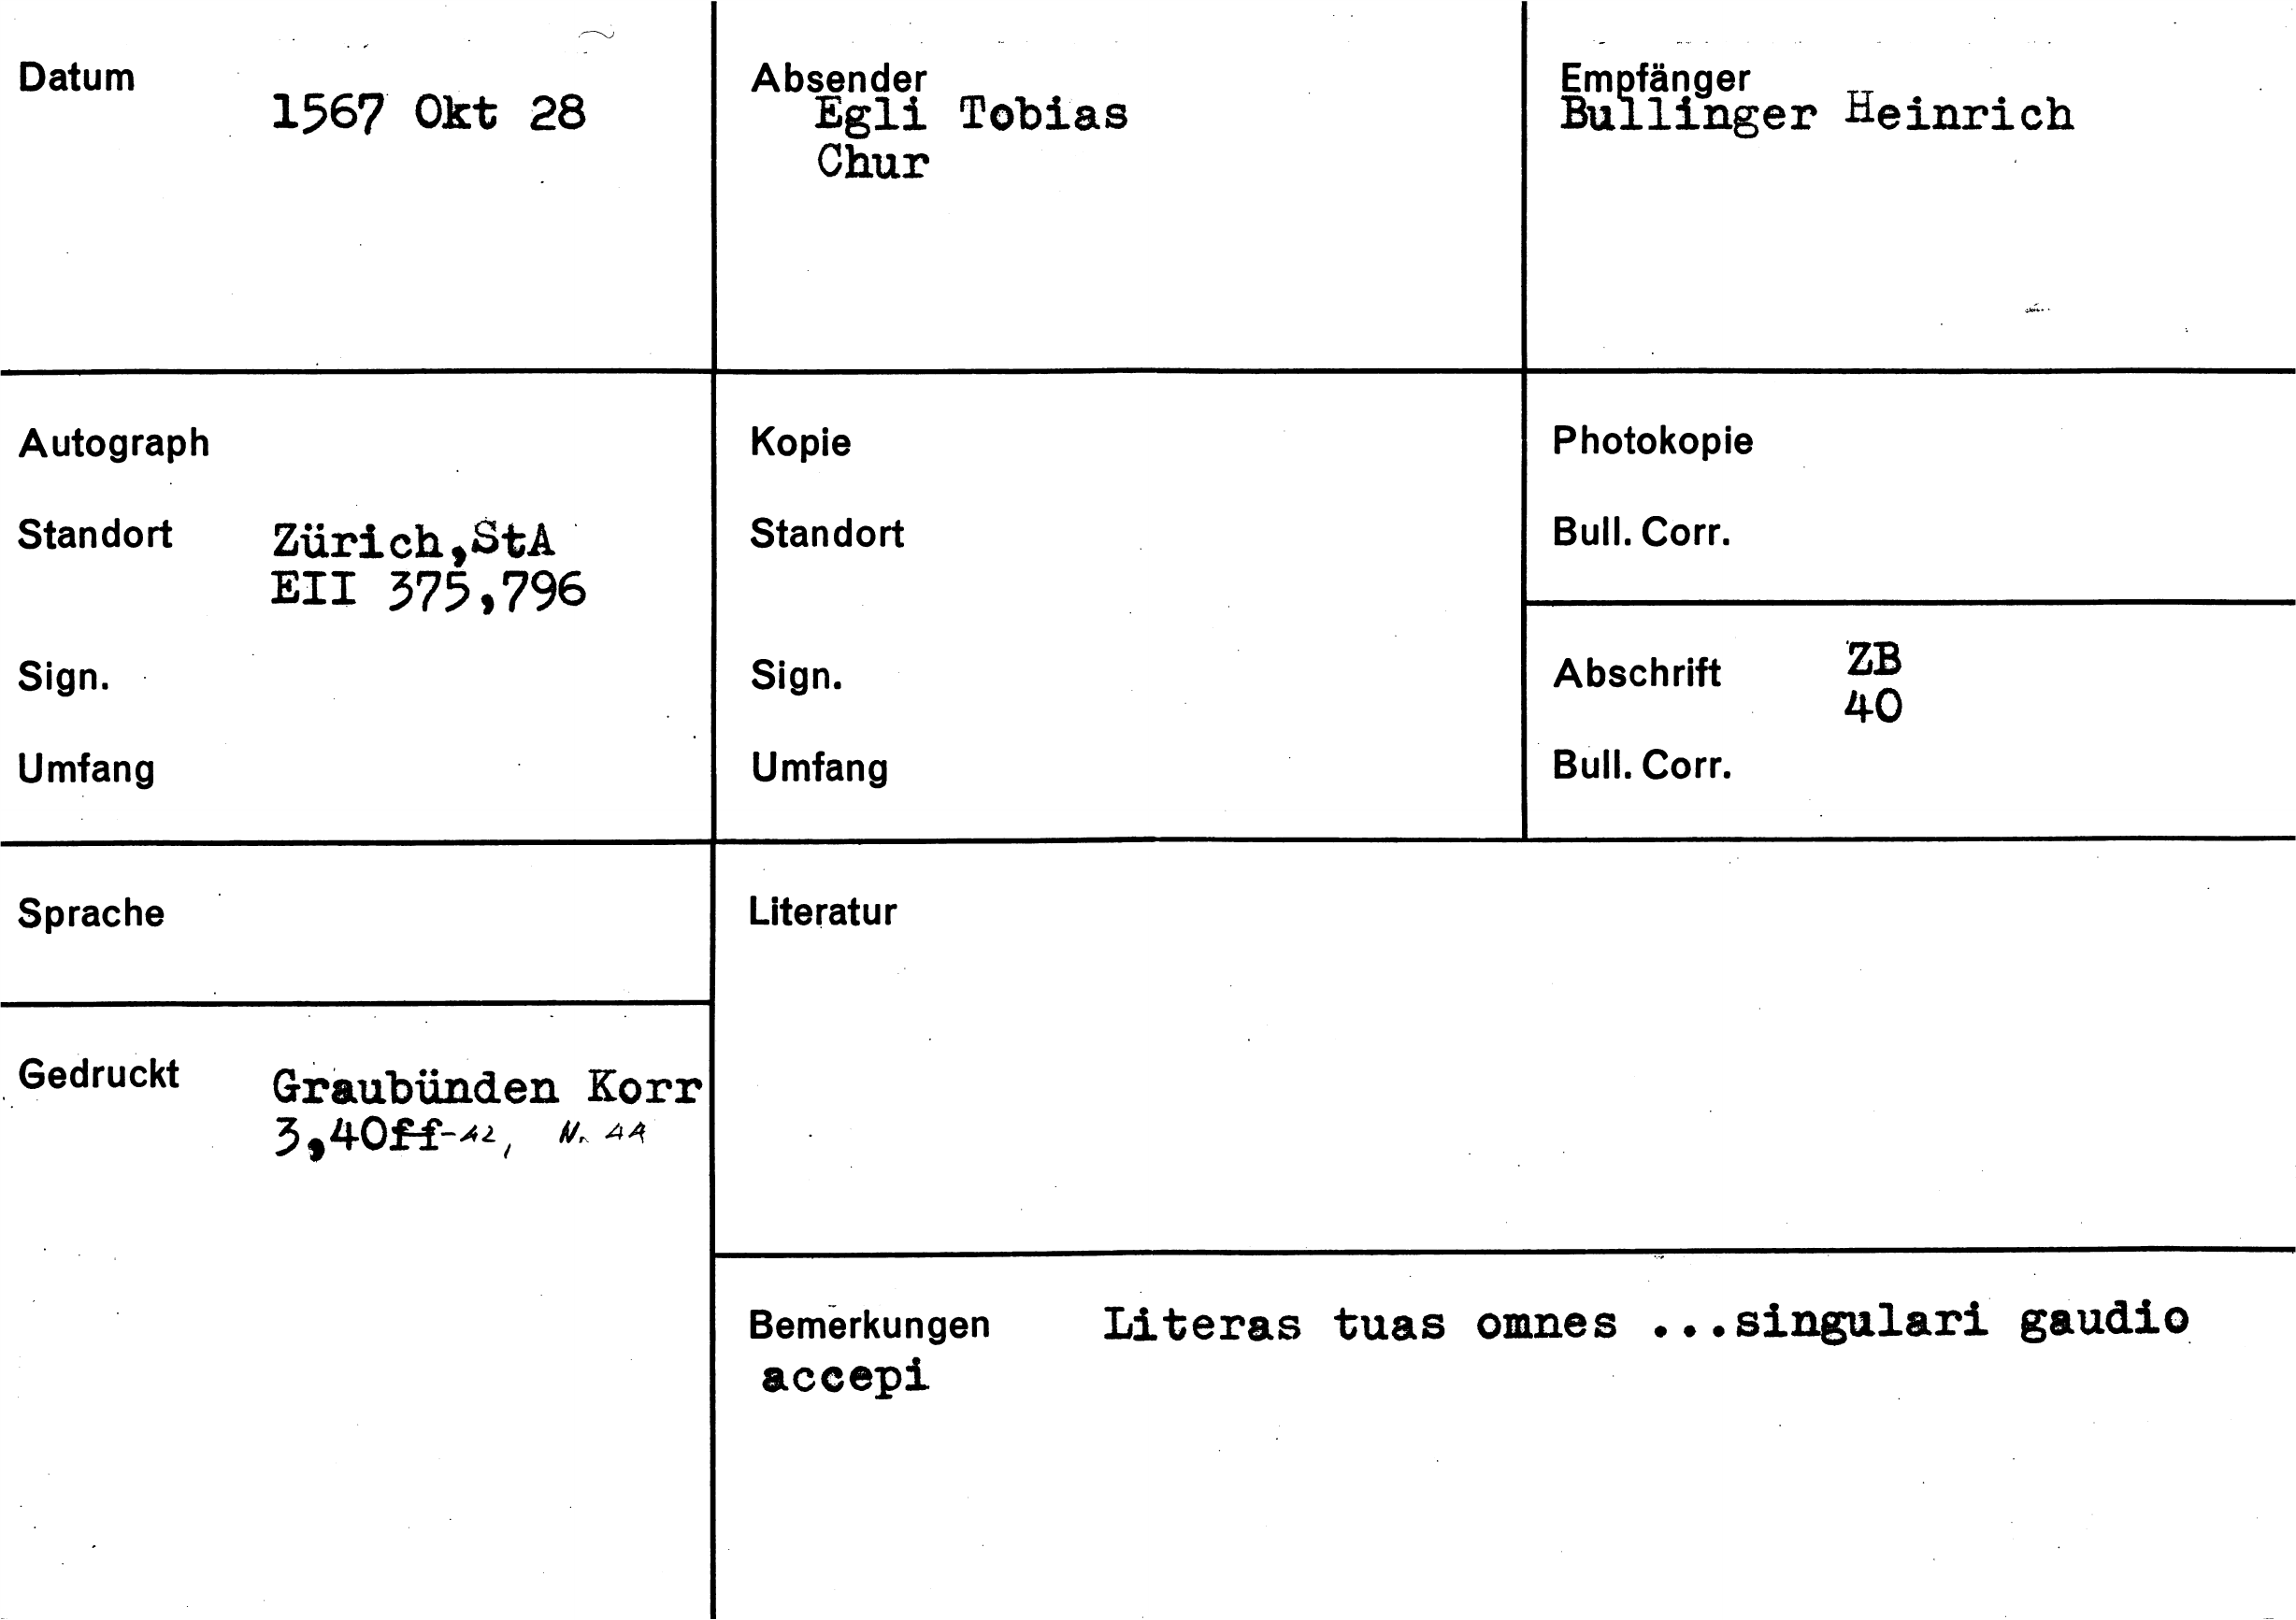 Datum
1567 Okt 28
Absender
Egli Tobias
Chur
Empfänger
Bullinger Heinrich
Autograph
Standort
Zürich,StA
EII 375,796
Sign.
Umfang
Kopie
Standort
Sign.
Umfang
Photokopie
Bull. Corr.
Abschrift
ZB
40
Bull. Corr.
Sprache
Literatur
Gedruckt
Graubünden Korr
3,40ff-42, Nr. 44
Bemerkungen Literas tuas omnes ...singulari gaudio
accepi